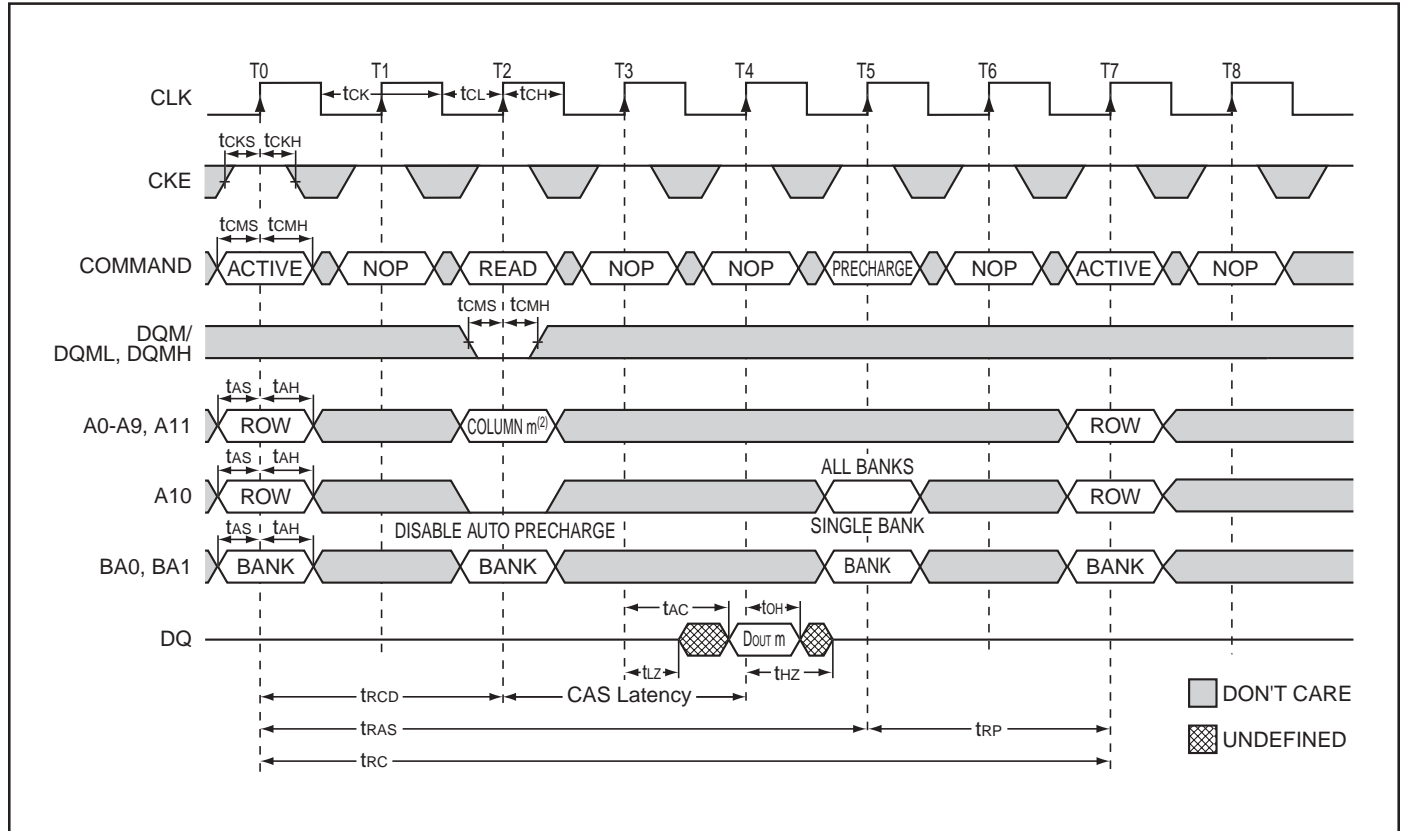 T0 T1 T2 T3 T4 T5 T6 T7 T8
CLK tCK tCL tCH
tCKS tCKH
CKE
tCMS tCMH
COMMAND ACTIVE NOP READ NOP NOP PRECHARGE NOP ACTIVE NOP
tCMS tCMH
DQM/
DQML, DQMH
tAS tAH
A0-A9, A11 ROW COLUMN m(2) ROW
tAS tAH ALL BANKS
A10 ROW ROW
tAS tAH DISABLE AUTO PRECHARGE SINGLE BANK
BA0, BA1 BANK BANK BANK BANK
tAC tOH
DQ DOUT m
tLZ tHZ
tRCD CAS Latency
DON'T CARE
tRAS tRP
UNDEFINED
tRC